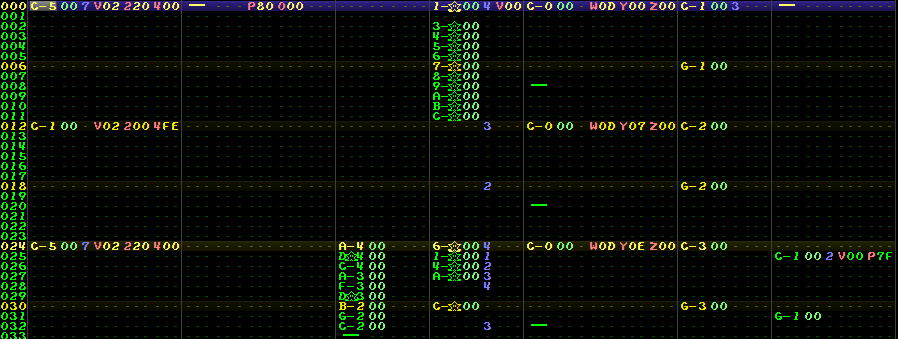 000 C-5 00 7 V02 220 400 — P80 000 1-☆00 4 V00 C-0 00 W0D Y00 Z00 C-1 00 3 —
001
002 3-☆00
003 4-☆00
004 5-☆00
005 6-☆00
006 7-☆00 C-1 00
007 8-☆00
008 9-☆00 —
009 A-☆00
010 B-☆00
011 C-☆00
012 C-1 00 V02 200 4FE 3 C-0 00 W0D Y07 Z00 C-2 00
013
014
015
016
017
018 2 C-2 00
019
020 —
021
022
023
024 C-5 00 7 V02 220 400 A-4 00 6-☆00 4 C-0 00 W0D Y0E Z00 C-3 00
025 D☆4 00 1-☆00 1 C-1 00 2 V00 P7F
026 C-4 00 4-☆00 2
027 A-3 00 A-☆00 3
028 F-3 00 4
029 D☆3 00
030 B-2 00 C-☆00 C-3 00
031 G-2 00 C-1 00
032 C-2 00 3 —
033 —